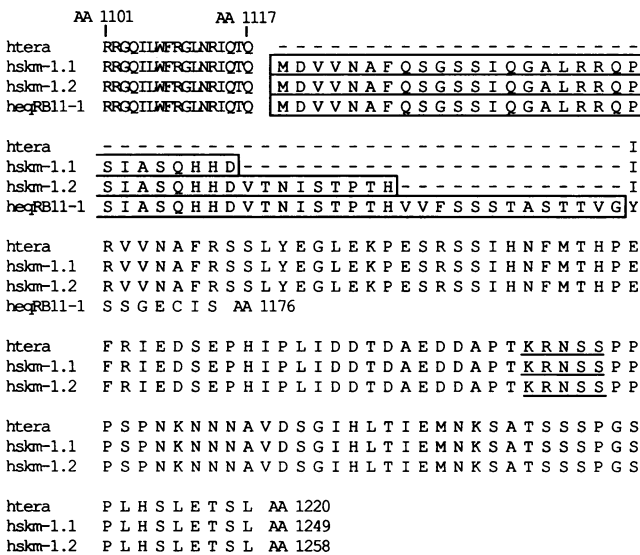 AA 1101 AA 1117
htera RRGQILWFRGLNRIQTQ - - - - - - - - - - - - - - - - - - - - -
hskm-1.1 RRGQILWFRGLNRIQTQ M D V V N A F Q S G S S I Q G A L R R Q P
hskm-1.2 RRGQILWFRGLNRIQTQ M D V V N A F Q S G S S I Q G A L R R Q P
heqRB11-1 RRGQILWFRGLNRIQTQ M D V V N A F Q S G S S I Q G A L R R Q P
htera - - - - - - - - - - - - - - - - - - - - - - - - - - - - - - I
hskm-1.1 S I A S Q H H D - - - - - - - - - - - - - - - - - - - - - - I
hskm-1.2 S I A S Q H H D V T N I S T P T H - - - - - - - - - - - - - I
heqRB11-1 S I A S Q H H D V T N I S T P T H V V F S S S T A S T T V G Y
htera R V V N A F R S S L Y E G L E K P E S R S S I H N F M T H P E
hskm-1.1 R V V N A F R S S L Y E G L E K P E S R S S I H N F M T H P E
hskm-1.2 R V V N A F R S S L Y E G L E K P E S R S S I H N F M T H P E
heqRB11-1 S S G E C I S AA 1176
htera F R I E D S E P H I P L I D D T D A E D D A P T K R N S S P P
hskm-1.1 F R I E D S E P H I P L I D D T D A E D D A P T K R N S S P P
hskm-1.2 F R I E D S E P H I P L I D D T D A E D D A P T K R N S S P P
htera P S P N K N N N A V D S G I H L T I E M N K S A T S S S P G S
hskm-1.1 P S P N K N N N A V D S G I H L T I E M N K S A T S S S P G S
hskm-1.2 P S P N K N N N A V D S G I H L T I E M N K S A T S S S P G S
htera P L H S L E T S L AA 1220
hskm-1.1 P L H S L E T S L AA 1249
hskm-1.2 P L H S L E T S L AA 1258